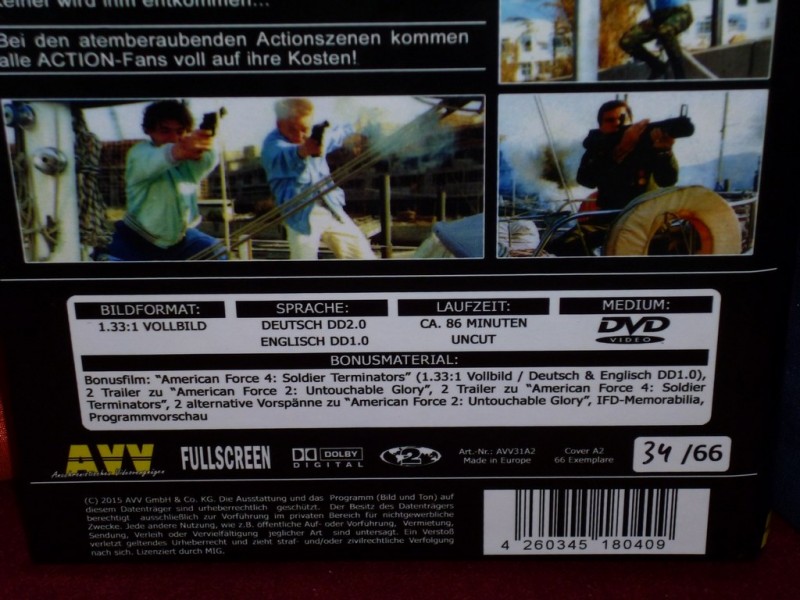 keiner wird ihm entkommen...
Bei den atemberaubenden Actionszenen kommen
alle ACTION-Fans voll auf ihre Kosten!
BILDFORMAT: SPRACHE: LAUFZEIT: MEDIUM:
1.33:1 VOLLBILD DEUTSCH DD2.0 CA. 86 MINUTEN DVD
ENGLISCH DD1.0 UNCUT VIDEO
BONUSMATERIAL:
Bonusfilm: "American Force 4: Soldier Terminators" (1.33:1 Vollbild / Deutsch & Englisch DD1.0),
2 Trailer zu "American Force 2: Untouchable Glory", 2 Trailer zu "American Force 4: Soldier
Terminators", 2 alternative Vorspänne zu "American Force 2: Untouchable Glory", IFD-Memorabilia,
Programmvorschau
AVV FULLSCREEN DOLBY DIGITAL 2 Art.-Nr.: AVV31A2 Cover A2 34/66
Made in Europe 66 Exemplare
(C) 2015 AVV GmbH & Co. KG. Die Ausstattung und das Programm (Bild und Ton) auf
diesem Datenträger sind urheberrechtlich geschützt. Der Besitz des Datenträgers
berechtigt ausschließlich zur Vorführung im privaten Bereich für nichtgewerbliche
Zwecke. Jede andere Nutzung, wie z.B. öffentliche Auf- oder Vorführung, Vermietung,
Sendung, Verleih oder Vervielfältigung jeglicher Art sind untersagt. Ein Verstoß
verletzt geltendes Urheberrecht und zieht straf- und/oder zivilrechtliche Verfolgung
nach sich. Lizenziert durch MIG.
4 260345 180409